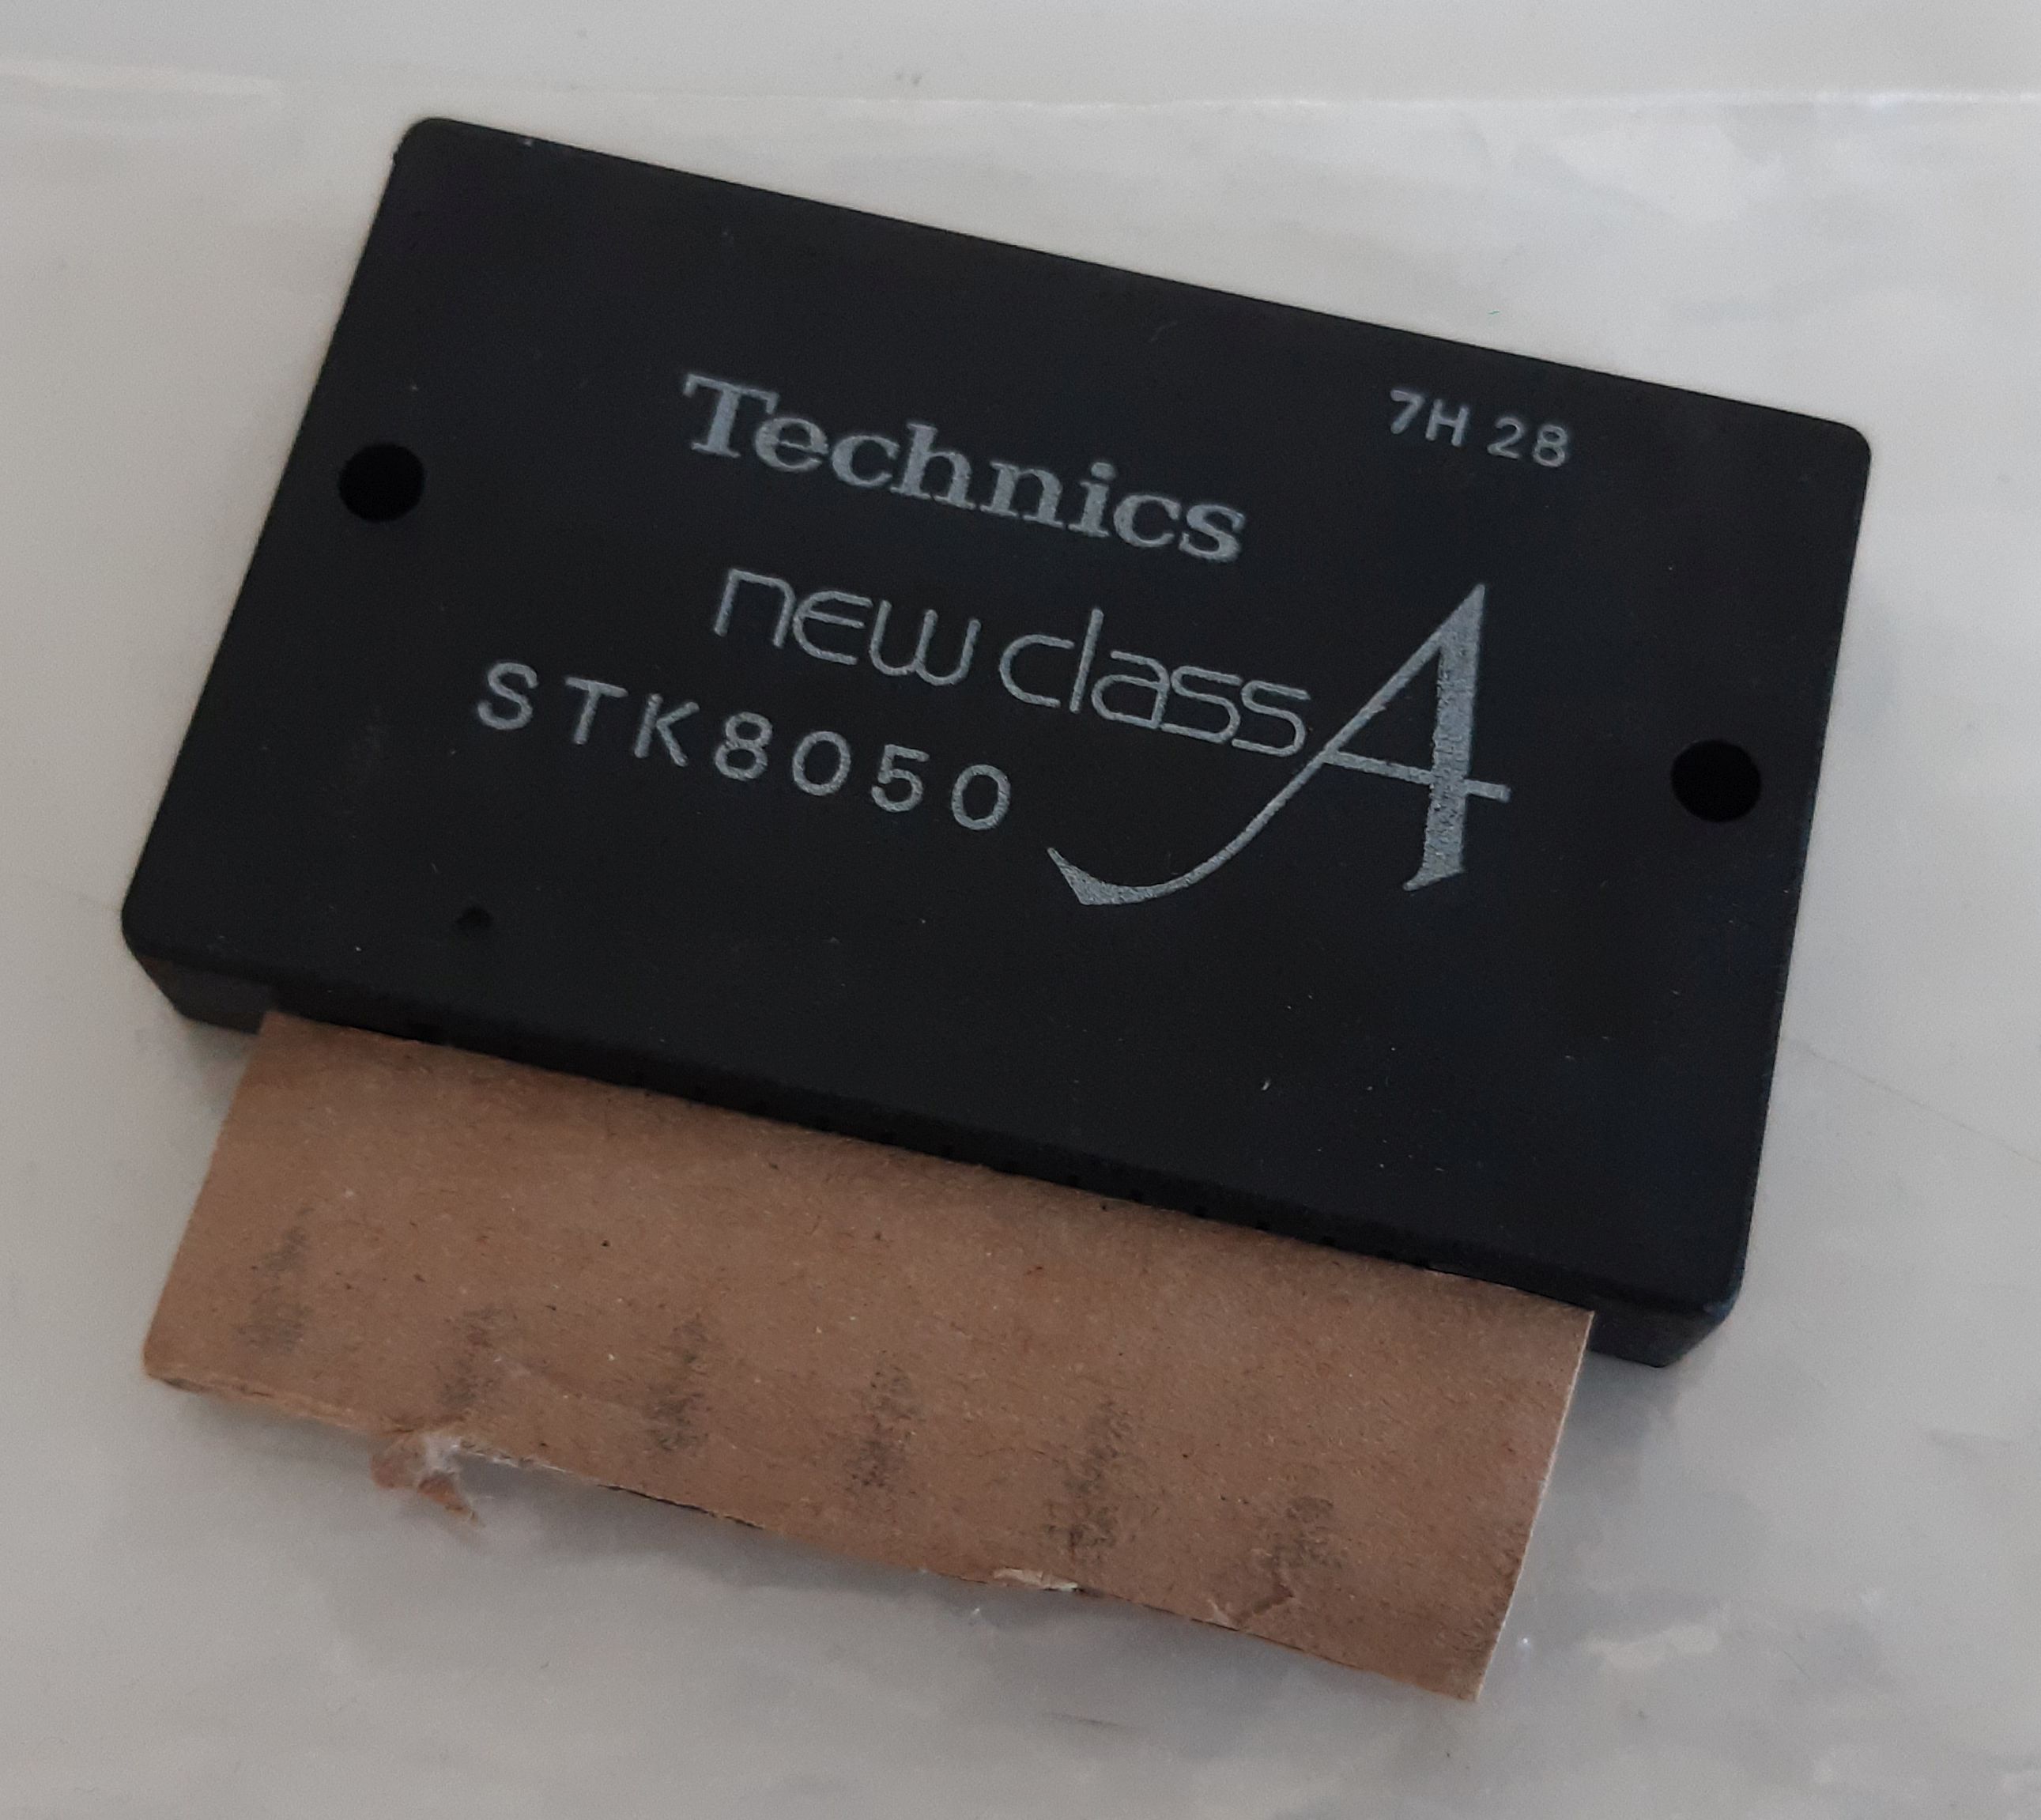 7H 28
Technics
new class A
STK8050